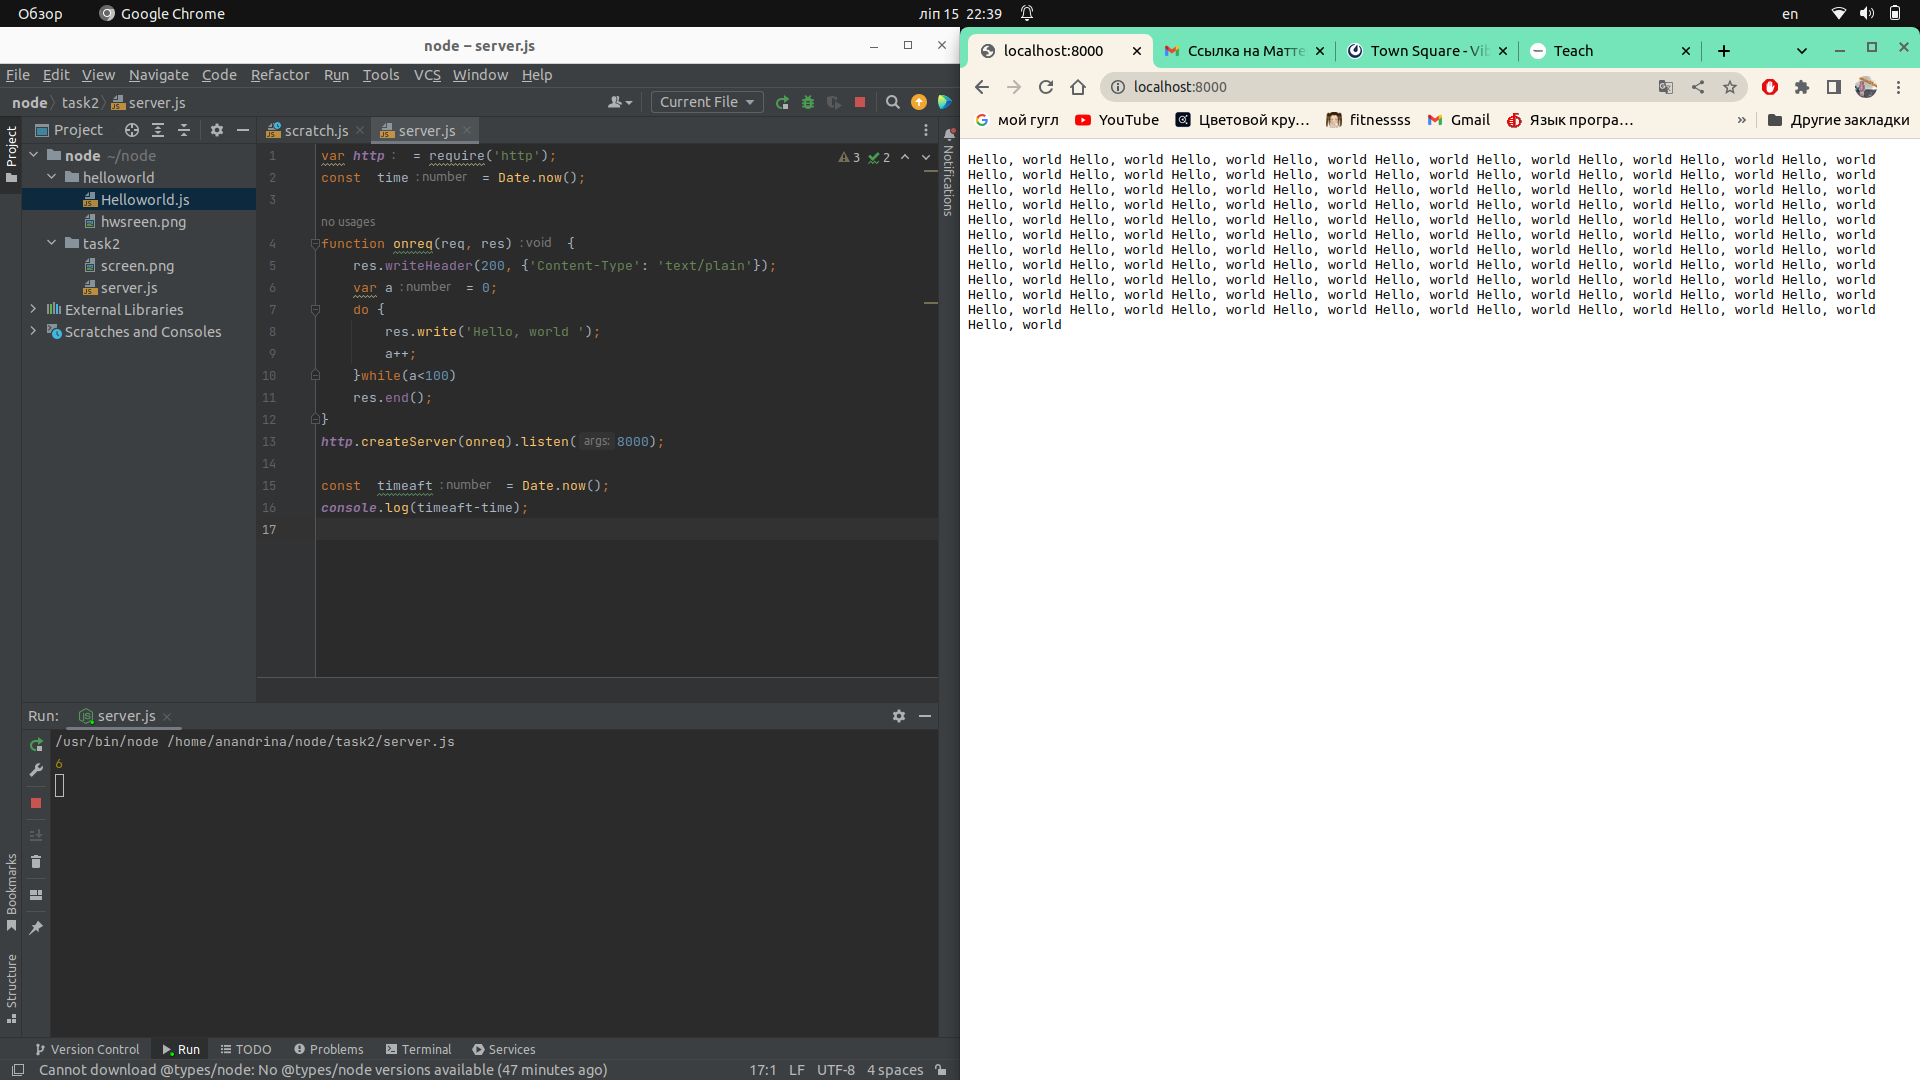 Обзор
Google Chrome
ліп 15 22:39
en
node – server.js
File Edit View Navigate Code Refactor Run Tools VCS Window Help
node task2 server.js
Current File
Project
Project
node ~/node
helloworld
Helloworld.js
hwsreen.png
task2
screen.png
server.js
External Libraries
Scratches and Consoles
scratch.js
server.js
3 2
1 var http : = require('http');
2 const time : number = Date.now();
3
no usages
4 function onreq(req, res) : void {
5 res.writeHeader(200, {'Content-Type': 'text/plain'});
6 var a : number = 0;
7 do {
8 res.write('Hello, world ');
9 a++;
10 }while(a<100)
11 res.end();
12 }
13 http.createServer(onreq).listen( args: 8000);
14
15 const timeaft : number = Date.now();
16 console.log(timeaft-time);
17
Notifications
Run: server.js
/usr/bin/node /home/anandrina/node/task2/server.js
6
Bookmarks
Structure
Version Control Run TODO Problems Terminal Services
Cannot download @types/node: No @types/node versions available (47 minutes ago)
17:1 LF UTF-8 4 spaces
localhost:8000
Ссылка на Матте
Town Square - Vib
Teach
localhost:8000
мой гугл YouTube Цветовой кру… fitnessss Gmail Язык програ… » Другие закладки
Hello, world Hello, world Hello, world Hello, world Hello, world Hello, world Hello, world Hello, world Hello, world
Hello, world Hello, world Hello, world Hello, world Hello, world Hello, world Hello, world Hello, world Hello, world
Hello, world Hello, world Hello, world Hello, world Hello, world Hello, world Hello, world Hello, world Hello, world
Hello, world Hello, world Hello, world Hello, world Hello, world Hello, world Hello, world Hello, world Hello, world
Hello, world Hello, world Hello, world Hello, world Hello, world Hello, world Hello, world Hello, world Hello, world
Hello, world Hello, world Hello, world Hello, world Hello, world Hello, world Hello, world Hello, world Hello, world
Hello, world Hello, world Hello, world Hello, world Hello, world Hello, world Hello, world Hello, world Hello, world
Hello, world Hello, world Hello, world Hello, world Hello, world Hello, world Hello, world Hello, world Hello, world
Hello, world Hello, world Hello, world Hello, world Hello, world Hello, world Hello, world Hello, world Hello, world
Hello, world Hello, world Hello, world Hello, world Hello, world Hello, world Hello, world Hello, world Hello, world
Hello, world Hello, world Hello, world Hello, world Hello, world Hello, world Hello, world Hello, world Hello, world
Hello, world